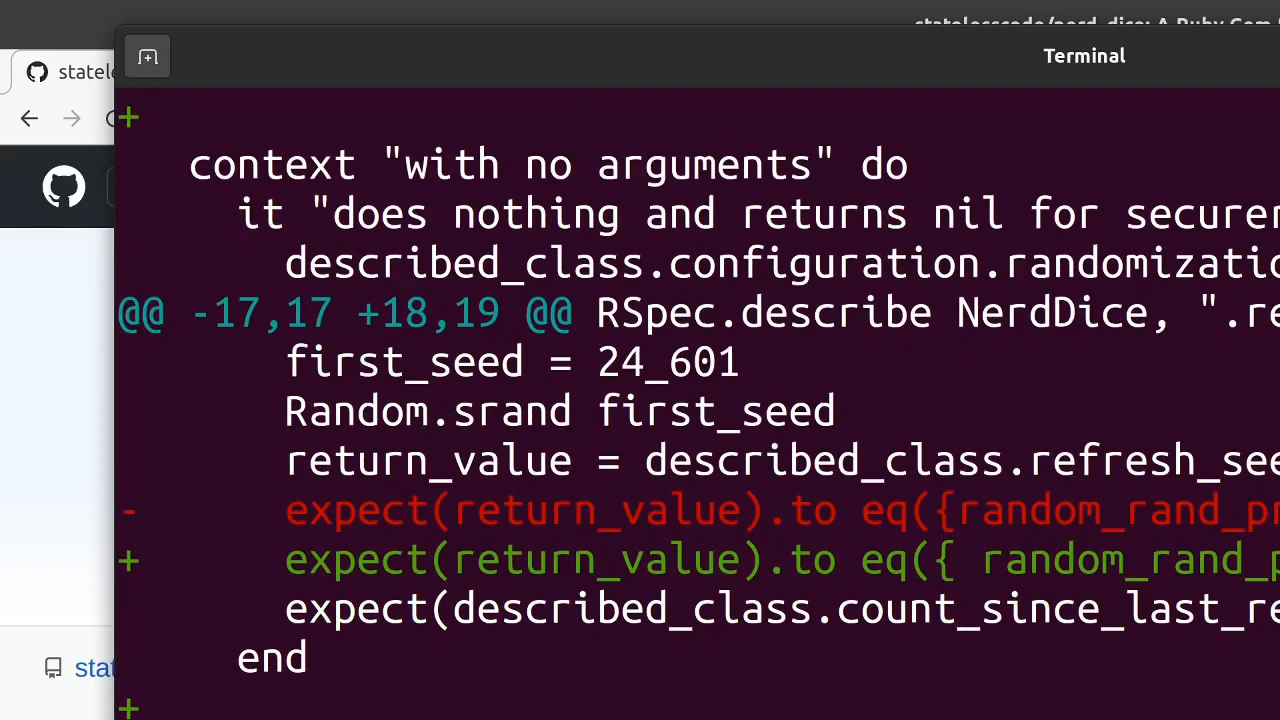 statelesscode/nerd_dice: A Ruby Gem
Terminal
+
context "with no arguments" do
it "does nothing and returns nil for securer
described_class.configuration.randomizatio
@@ -17,17 +18,19 @@ RSpec.describe NerdDice, ".re
first_seed = 24_601
Random.srand first_seed
return_value = described_class.refresh_see
- expect(return_value).to eq({random_rand_pr
+ expect(return_value).to eq({ random_rand_p
expect(described_class.count_since_last_re
end
+
statele
stat